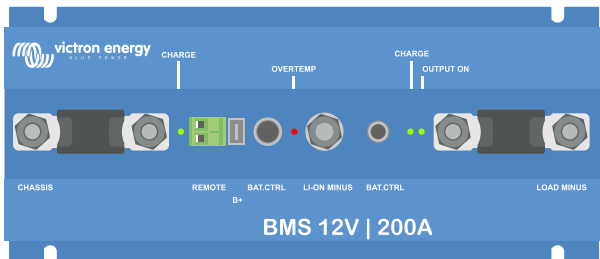 victron energy
BLUE POWER
CHARGE
OVERTEMP
CHARGE
OUTPUT ON
CHASSIS
REMOTE
B+
BAT.CTRL
LI-ION MINUS
BAT.CTRL
LOAD MINUS
BMS 12V | 200A